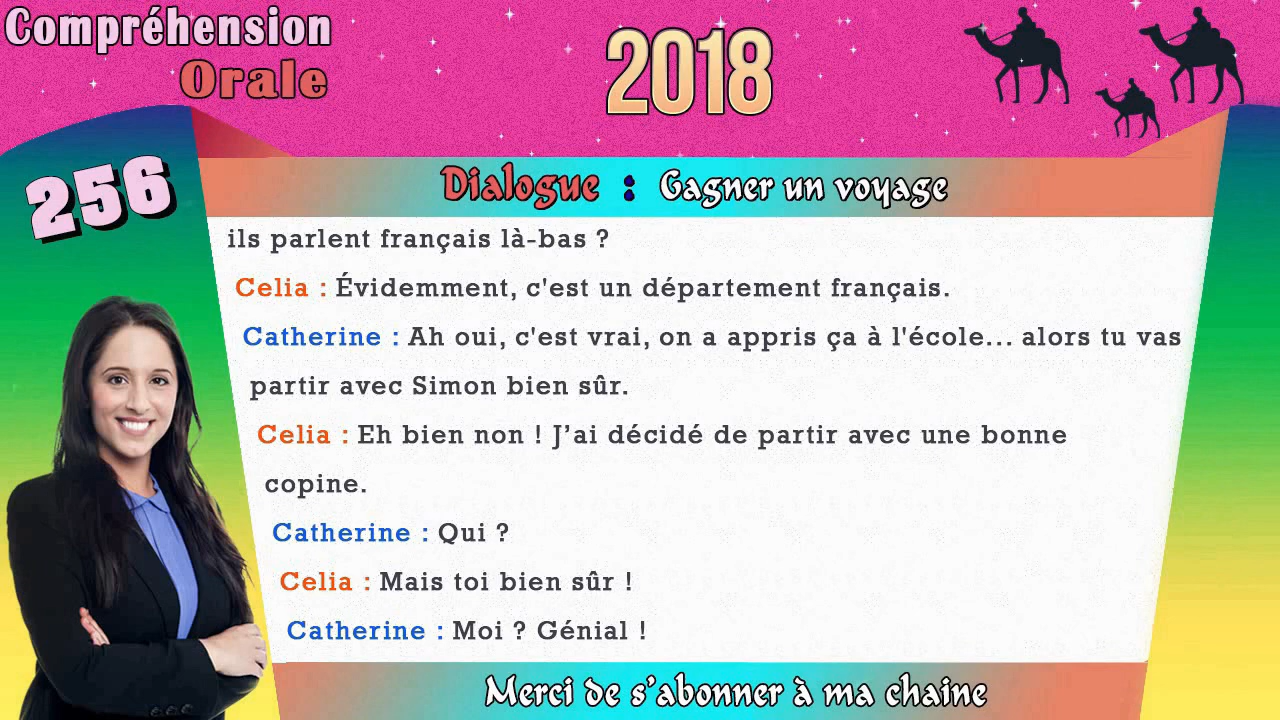 Compréhension
Orale
2018
256
Dialogue : Gagner un voyage
ils parlent français là-bas ?
Celia : Évidemment, c'est un département français.
Catherine : Ah oui, c'est vrai, on a appris ça à l'école... alors tu vas
partir avec Simon bien sûr.
Celia : Eh bien non ! J’ai décidé de partir avec une bonne
copine.
Catherine : Qui ?
Celia : Mais toi bien sûr !
Catherine : Moi ? Génial !
Merci de s’abonner à ma chaine